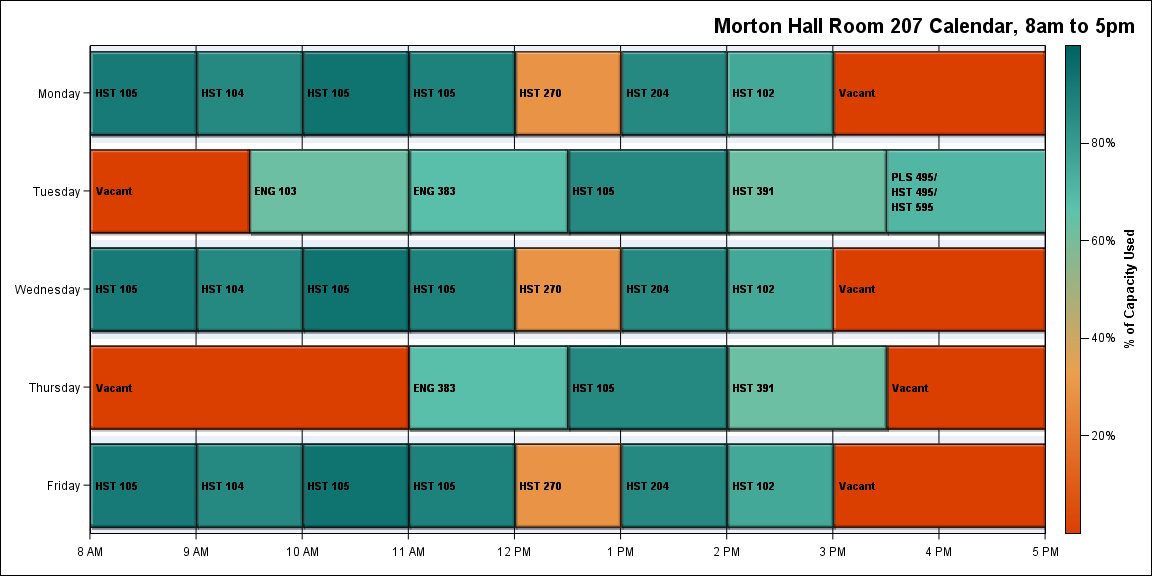 Morton Hall Room 207 Calendar, 8am to 5pm
Monday
HST 105
HST 104
HST 105
HST 105
HST 270
HST 204
HST 102
Vacant
Tuesday
Vacant
ENG 103
ENG 383
HST 105
HST 391
PLS 495/
HST 495/
HST 595
Wednesday
HST 105
HST 104
HST 105
HST 105
HST 270
HST 204
HST 102
Vacant
Thursday
Vacant
ENG 383
HST 105
HST 391
Vacant
Friday
HST 105
HST 104
HST 105
HST 105
HST 270
HST 204
HST 102
Vacant
8 AM
9 AM
10 AM
11 AM
12 PM
1 PM
2 PM
3 PM
4 PM
5 PM
80%
60%
40%
20%
% of Capacity Used